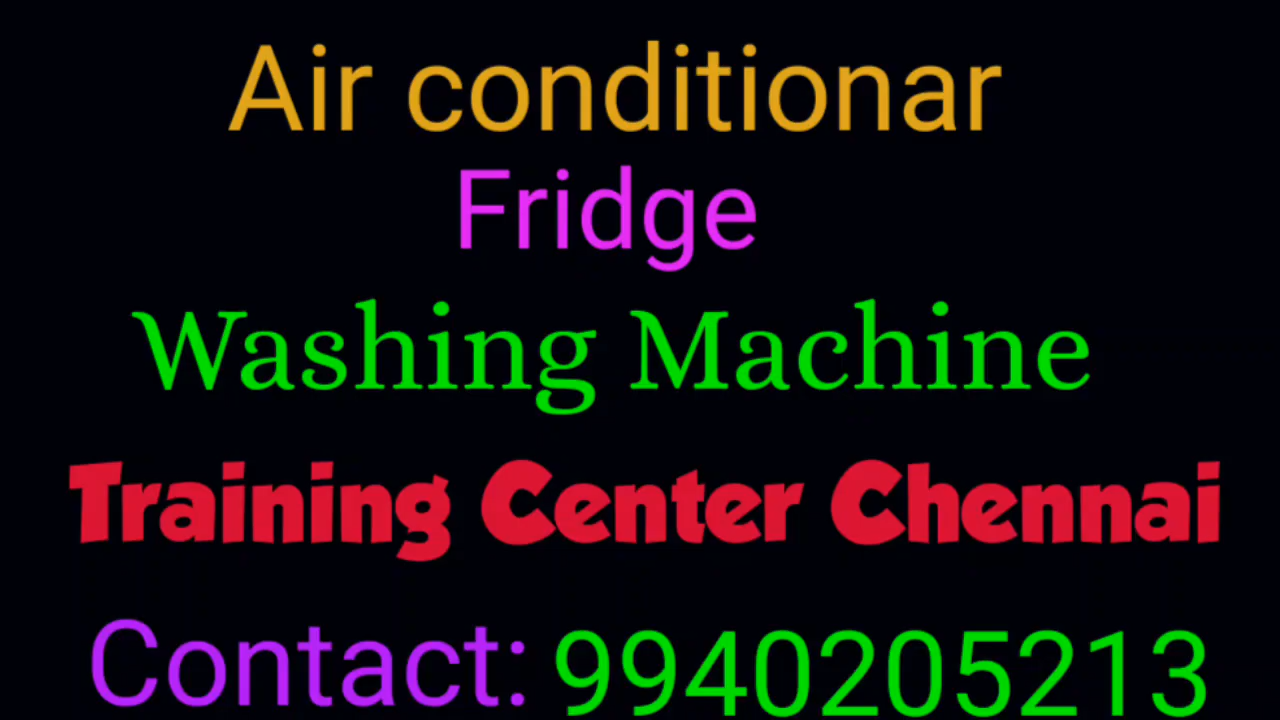 Air conditionar
Fridge
Washing Machine
Training Center Chennai
Contact: 9940205213